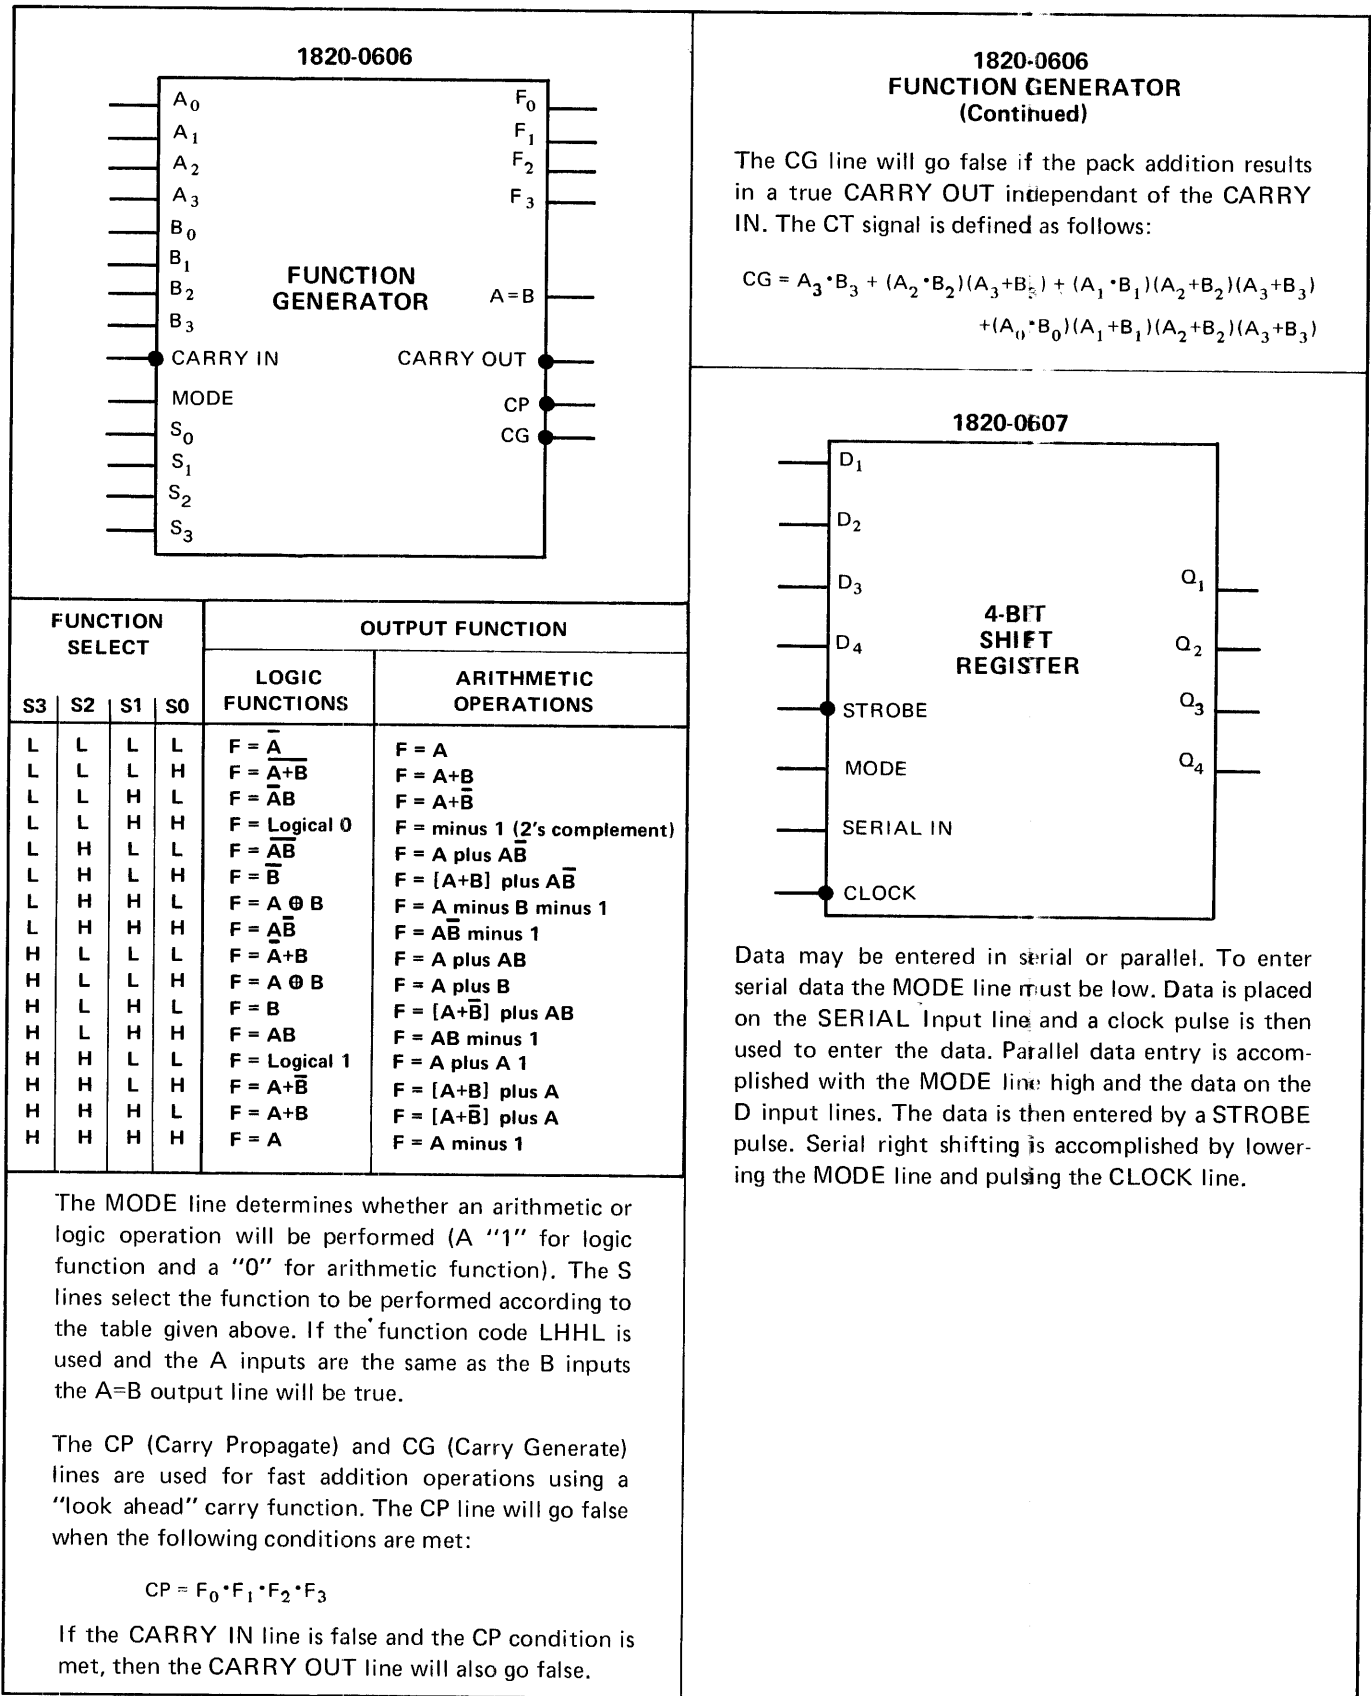 1820-0606
A₀
A₁
A₂
A₃
B₀
B₁
B₂
B₃
CARRY IN
MODE
S₀
S₁
S₂
S₃
FUNCTION
GENERATOR
F₀
F₁
F₂
F₃
A=B
CARRY OUT
CP
CG
FUNCTION SELECT | OUTPUT FUNCTION
S3 | S2 | S1 | S0 | LOGIC FUNCTIONS | ARITHMETIC OPERATIONS
L L L L F = A̅ F = A
L L L H F = A̅+̅B̅ F = A+B
L L H L F = A̅B F = A+B̅
L L H H F = Logical 0 F = minus 1 (2's complement)
L H L L F = A̅B̅ F = A plus AB̅
L H L H F = B̅ F = [A+B] plus AB̅
L H H L F = A ⊕ B F = A minus B minus 1
L H H H F = AB̅ F = AB̅ minus 1
H L L L F = A̅+B F = A plus AB
H L L H F = A ⊕ B F = A plus B
H L H L F = B F = [A+B̅] plus AB
H L H H F = AB F = AB minus 1
H H L L F = Logical 1 F = A plus A 1
H H L H F = A+B̅ F = [A+B] plus A
H H H L F = A+B F = [A+B̅] plus A
H H H H F = A F = A minus 1
The MODE line determines whether an arithmetic or
logic operation will be performed (A "1" for logic
function and a "0" for arithmetic function). The S
lines select the function to be performed according to
the table given above. If the function code LHHL is
used and the A inputs are the same as the B inputs
the A=B output line will be true.
The CP (Carry Propagate) and CG (Carry Generate)
lines are used for fast addition operations using a
"look ahead" carry function. The CP line will go false
when the following conditions are met:
CP = F₀•F₁•F₂•F₃
If the CARRY IN line is false and the CP condition is
met, then the CARRY OUT line will also go false.
1820-0606
FUNCTION GENERATOR
(Continued)
The CG line will go false if the pack addition results
in a true CARRY OUT independant of the CARRY
IN. The CT signal is defined as follows:
CG = A₃•B₃ + (A₂•B₂)(A₃+B₃) + (A₁•B₁)(A₂+B₂)(A₃+B₃)
+(A₀•B₀)(A₁+B₁)(A₂+B₂)(A₃+B₃)
1820-0607
D₁
D₂
D₃
D₄
STROBE
MODE
SERIAL IN
CLOCK
4-BIT
SHIFT
REGISTER
Q₁
Q₂
Q₃
Q₄
Data may be entered in serial or parallel. To enter
serial data the MODE line must be low. Data is placed
on the SERIAL Input line and a clock pulse is then
used to enter the data. Parallel data entry is accom-
plished with the MODE line high and the data on the
D input lines. The data is then entered by a STROBE
pulse. Serial right shifting is accomplished by lower-
ing the MODE line and pulsing the CLOCK line.